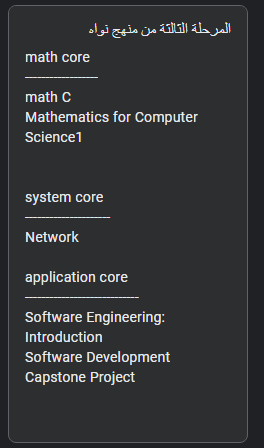 المرحلة الثالثة من منهج نواه
math core
------------------
math C
Mathematics for Computer
Science1
system core
---------------------
Network
application core
----------------------------
Software Engineering:
Introduction
Software Development
Capstone Project